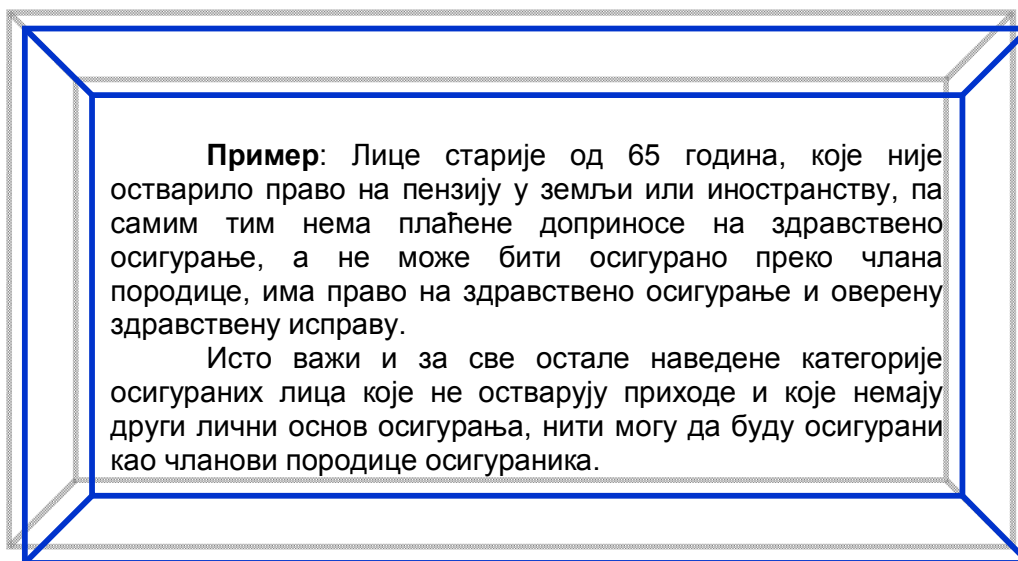 Пример: Лице старије од 65 година, које није
остварило право на пензију у земљи или иностранству, па
самим тим нема плаћене доприносе на здравствено
осигурање, а не може бити осигурано преко члана
породице, има право на здравствено осигурање и оверену
здравствену исправу.
Исто важи и за све остале наведене категорије
осигураних лица које не остварују приходе и које немају
други лични основ осигурања, нити могу да буду осигурани
као чланови породице осигураника.